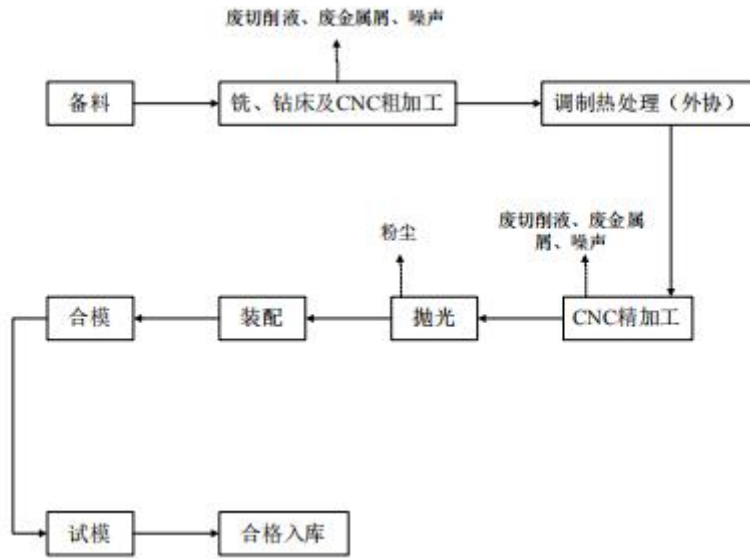 废切削液、废金属屑、噪声
备料
铣、钻床及CNC粗加工
调制热处理（外协）
废切削液、废金属
屑、噪声
粉尘
合模
装配
抛光
CNC精加工
试模
合格入库